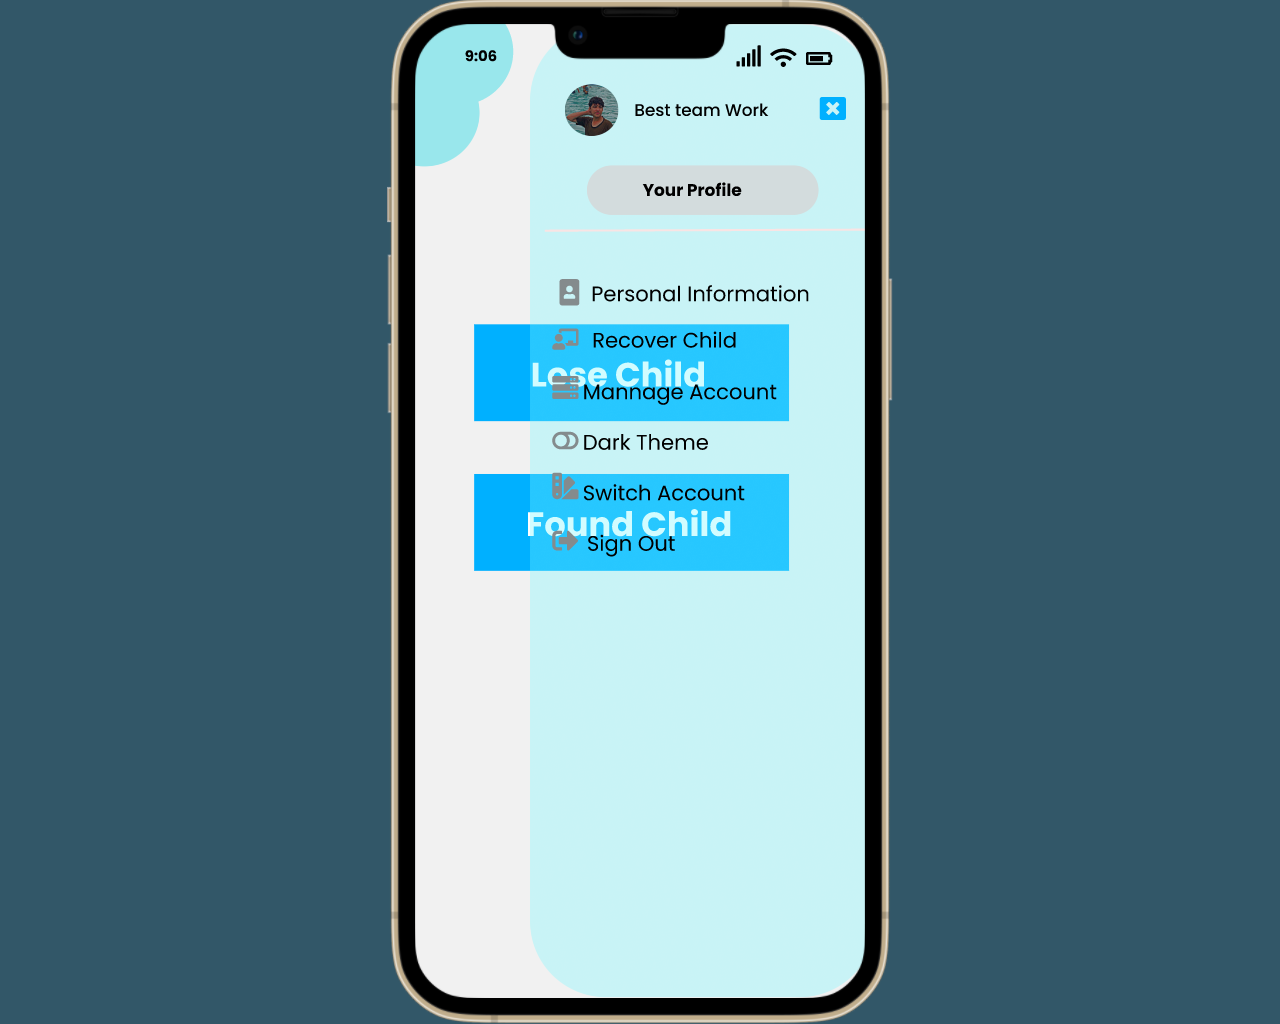 9:06
Best team Work
Your Profile
Personal Information
Recover Child
Lose Child
Mannage Account
Dark Theme
Switch Account
Found Child
Sign Out